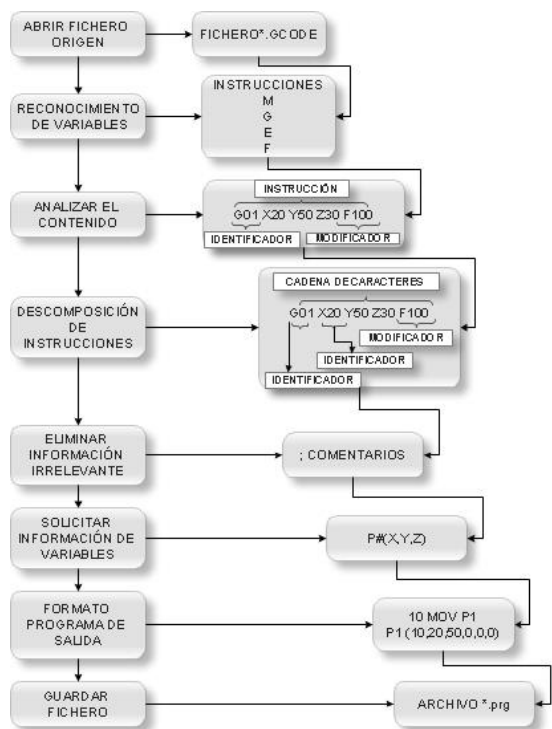 ABRIR FICHERO
ORIGEN
FICHERO*.GCODE
RECONOCIMIENTO
DE VARIABLES
INSTRUCCIONES
M
G
E
F
ANALIZAR EL
CONTENIDO
INSTRUCCIÓN
G01 X20 Y50 Z30 F100
IDENTIFICADOR
MODIFICADOR
DESCOMPOSICIÓN
DE
INSTRUCCIONES
CADENA DE CARACTERES
G01 X20 Y50 Z30 F100
MODIFICADOR
IDENTIFICADOR
IDENTIFICADOR
ELIMINAR
INFORMACIÓN
IRRELEVANTE
; COMENTARIOS
SOLICITAR
INFORMACIÓN DE
VARIABLES
P#(X,Y,Z)
FORMATO
PROGRAMA DE
SALIDA
10 MOV P1
P1 (10,20,50,0,0,0)
GUARDAR
FICHERO
ARCHIVO *.prg